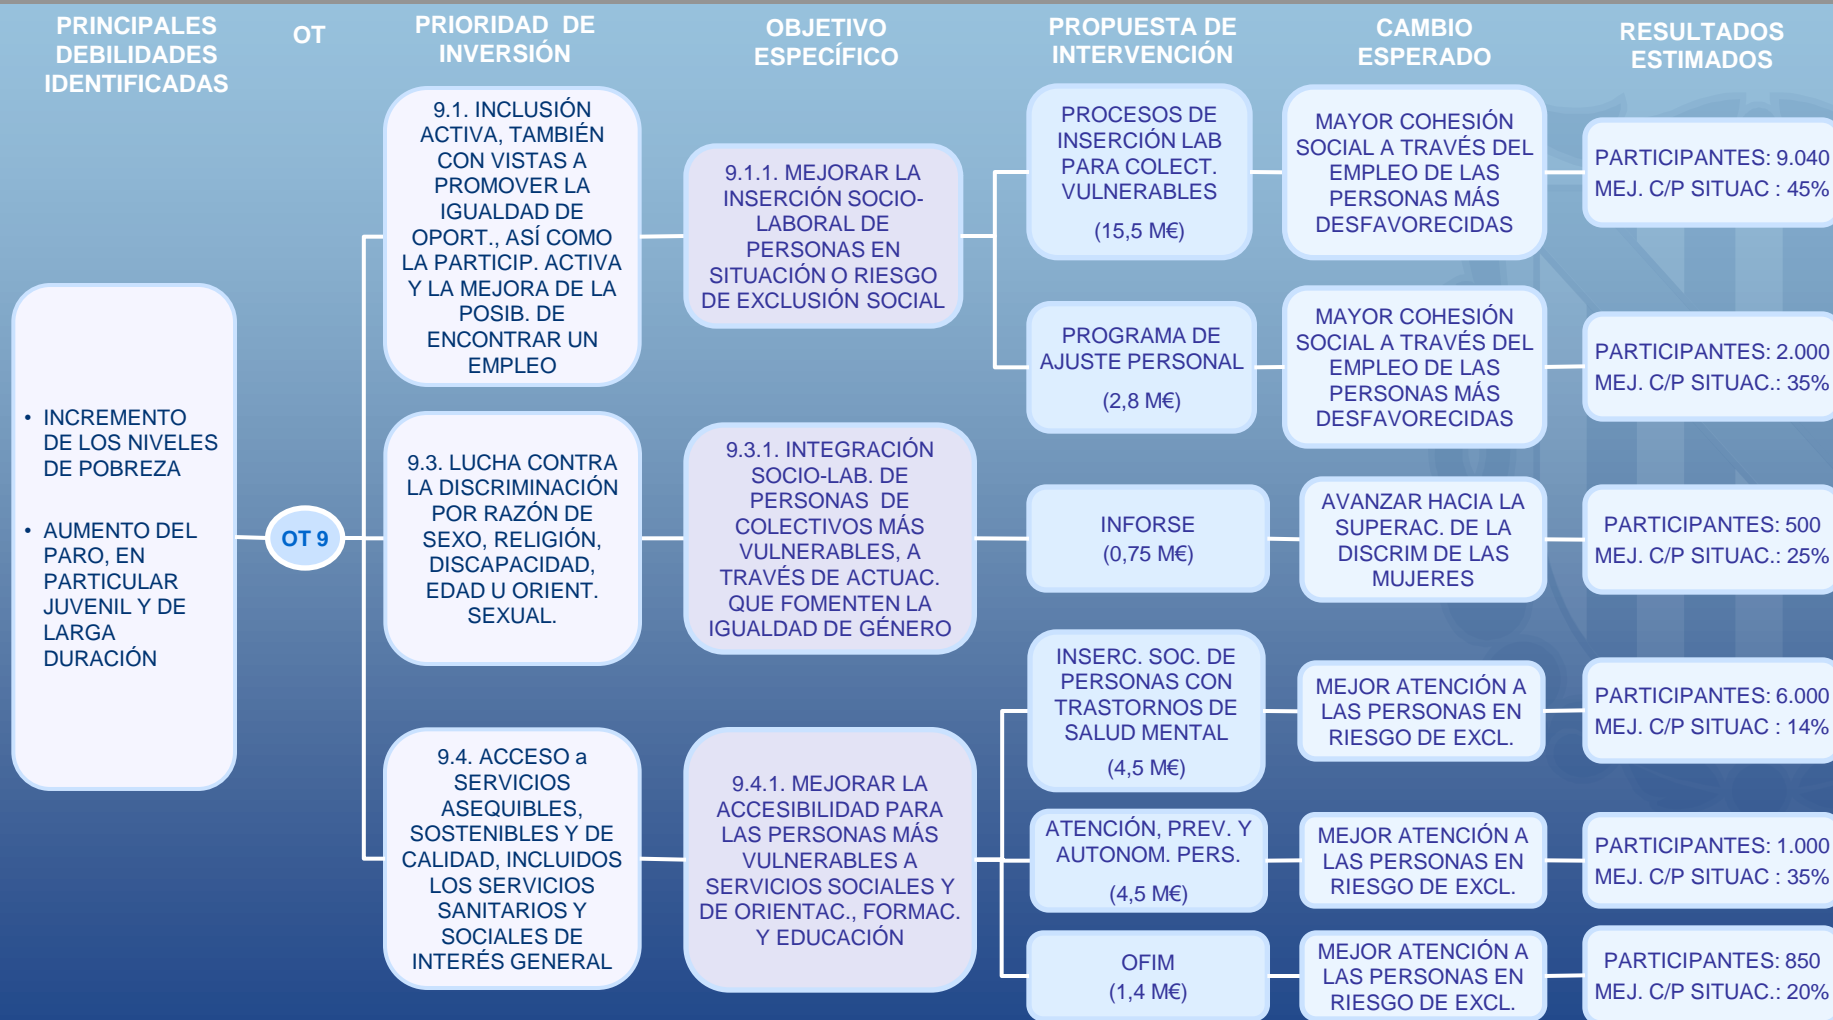 PRINCIPALES
DEBILIDADES
IDENTIFICADAS
OT
PRIORIDAD DE
INVERSIÓN
OBJETIVO
ESPECÍFICO
PROPUESTA DE
INTERVENCIÓN
CAMBIO
ESPERADO
RESULTADOS
ESTIMADOS
• INCREMENTO
DE LOS NIVELES
DE POBREZA
• AUMENTO DEL
PARO, EN
PARTICULAR
JUVENIL Y DE
LARGA
DURACIÓN
OT 9
9.1. INCLUSIÓN
ACTIVA, TAMBIÉN
CON VISTAS A
PROMOVER LA
IGUALDAD DE
OPORT., ASÍ COMO
LA PARTICIP. ACTIVA
Y LA MEJORA DE LA
POSIB. DE
ENCONTRAR UN
EMPLEO
9.1.1. MEJORAR LA
INSERCIÓN SOCIO-
LABORAL DE
PERSONAS EN
SITUACIÓN O RIESGO
DE EXCLUSIÓN SOCIAL
PROCESOS DE
INSERCIÓN LAB
PARA COLECT.
VULNERABLES
(15,5 M€)
MAYOR COHESIÓN
SOCIAL A TRAVÉS DEL
EMPLEO DE LAS
PERSONAS MÁS
DESFAVORECIDAS
PARTICIPANTES: 9.040
MEJ. C/P SITUAC : 45%
PROGRAMA DE
AJUSTE PERSONAL
(2,8 M€)
MAYOR COHESIÓN
SOCIAL A TRAVÉS DEL
EMPLEO DE LAS
PERSONAS MÁS
DESFAVORECIDAS
PARTICIPANTES: 2.000
MEJ. C/P SITUAC.: 35%
9.3. LUCHA CONTRA
LA DISCRIMINACIÓN
POR RAZÓN DE
SEXO, RELIGIÓN,
DISCAPACIDAD,
EDAD U ORIENT.
SEXUAL.
9.3.1. INTEGRACIÓN
SOCIO-LAB. DE
PERSONAS DE
COLECTIVOS MÁS
VULNERABLES, A
TRAVÉS DE ACTUAC.
QUE FOMENTEN LA
IGUALDAD DE GÉNERO
INFORSE
(0,75 M€)
AVANZAR HACIA LA
SUPERAC. DE LA
DISCRIM DE LAS
MUJERES
PARTICIPANTES: 500
MEJ. C/P SITUAC.: 25%
9.4. ACCESO a
SERVICIOS
ASEQUIBLES,
SOSTENIBLES Y DE
CALIDAD, INCLUIDOS
LOS SERVICIOS
SANITARIOS Y
SOCIALES DE
INTERÉS GENERAL
9.4.1. MEJORAR LA
ACCESIBILIDAD PARA
LAS PERSONAS MÁS
VULNERABLES A
SERVICIOS SOCIALES Y
DE ORIENTAC., FORMAC.
Y EDUCACIÓN
INSERC. SOC. DE
PERSONAS CON
TRASTORNOS DE
SALUD MENTAL
(4,5 M€)
MEJOR ATENCIÓN A
LAS PERSONAS EN
RIESGO DE EXCL.
PARTICIPANTES: 6.000
MEJ. C/P SITUAC : 14%
ATENCIÓN, PREV. Y
AUTONOM. PERS.
(4,5 M€)
MEJOR ATENCIÓN A
LAS PERSONAS EN
RIESGO DE EXCL.
PARTICIPANTES: 1.000
MEJ. C/P SITUAC : 35%
OFIM
(1,4 M€)
MEJOR ATENCIÓN A
LAS PERSONAS EN
RIESGO DE EXCL.
PARTICIPANTES: 850
MEJ. C/P SITUAC.: 20%